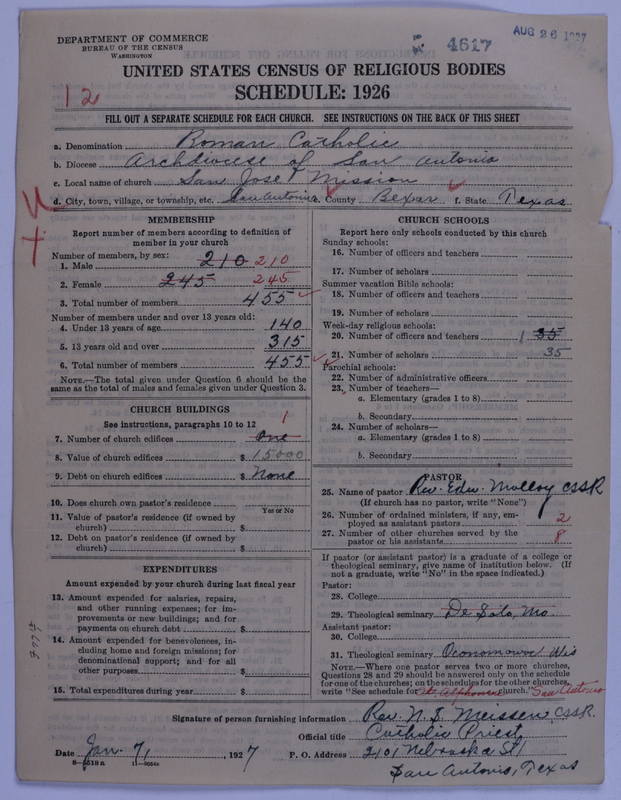 DEPARTMENT OF COMMERCE
BUREAU OF THE CENSUS
WASHINGTON
4617
AUG 26 1927
UNITED STATES CENSUS OF RELIGIOUS BODIES
SCHEDULE: 1926
12
FILL OUT A SEPARATE SCHEDULE FOR EACH CHURCH. SEE INSTRUCTIONS ON THE BACK OF THIS SHEET
a. Denomination Roman Catholic
b. Diocese Archdiocese of San Antonio
c. Local name of church San Jose Mission
d. City, town, village, or township, etc. San Antonio e. County Bexar f. State Texas
MEMBERSHIP
Report number of members according to definition of
member in your church
Number of members, by sex:
1. Male 210 210
2. Female 245 245
3. Total number of members 455
Number of members under and over 13 years old:
4. Under 13 years of age 140
5. 13 years old and over 315
6. Total number of members 455
NOTE.—The total given under Question 6 should be the
same as the total of males and females given under Question 3.
CHURCH BUILDINGS
See instructions, paragraphs 10 to 12
7. Number of church edifices One 1
8. Value of church edifices $ 15000
9. Debt on church edifices $ None
10. Does church own pastor's residence
Yes or No
11. Value of pastor's residence (if owned by
church) $
12. Debt on pastor's residence (if owned by
church) $
EXPENDITURES
Amount expended by your church during last fiscal year
13. Amount expended for salaries, repairs,
and other running expenses; for im-
provements or new buildings; and for
payments on church debt $
14. Amount expended for benevolences, in-
cluding home and foreign missions; for
denominational support; and for all
other purposes $
15. Total expenditures during year $
CHURCH SCHOOLS
Report here only schools conducted by this church
Sunday schools:
16. Number of officers and teachers
17. Number of scholars
Summer vacation Bible schools:
18. Number of officers and teachers
19. Number of scholars
Week-day religious schools:
20. Number of officers and teachers 1 35
21. Number of scholars 35
Parochial schools:
22. Number of administrative officers
23. Number of teachers—
a. Elementary (grades 1 to 8)
b. Secondary
24. Number of scholars—
a. Elementary (grades 1 to 8)
b. Secondary
PASTOR
25. Name of pastor Rev. Edw. Molloy CSSR
(If church has no pastor, write "None")
26. Number of ordained ministers, if any, em-
ployed as assistant pastors 2
27. Number of other churches served by the
pastor or his assistants 8
If pastor (or assistant pastor) is a graduate of a college or
theological seminary, give name of institution below. (If
not a graduate, write "No" in the space indicated.)
Pastor:
28. College
29. Theological seminary De Soto, Mo.
Assistant pastor:
30. College
31. Theological seminary Oconomowoc Wis
NOTE.—Where one pastor serves two or more churches,
Questions 28 and 29 should be answered only on the schedule
for one of the churches; on the schedules for the other churches,
write "See schedule for St. Alphonsus church." San Antonio
Signature of person furnishing information Rev. N. J. Meissen CSSR.
Official title Catholic Priest
Date Jan. 7, 1927 P. O. Address 2101 Nebraska St
San Antonio, Texas